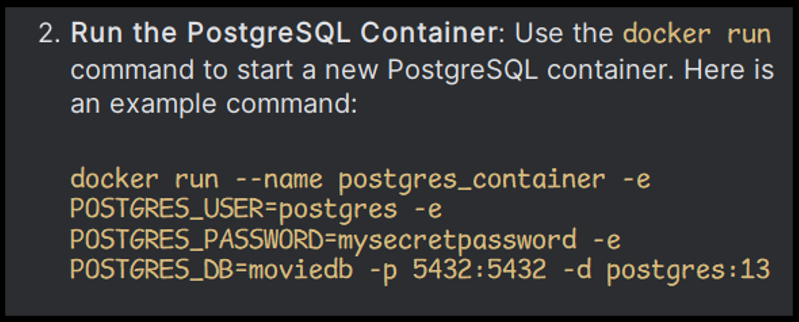 2. Run the PostgreSQL Container: Use the docker run
command to start a new PostgreSQL container. Here is
an example command:
docker run --name postgres_container -e
POSTGRES_USER=postgres -e
POSTGRES_PASSWORD=mysecretpassword -e
POSTGRES_DB=moviedb -p 5432:5432 -d postgres:13